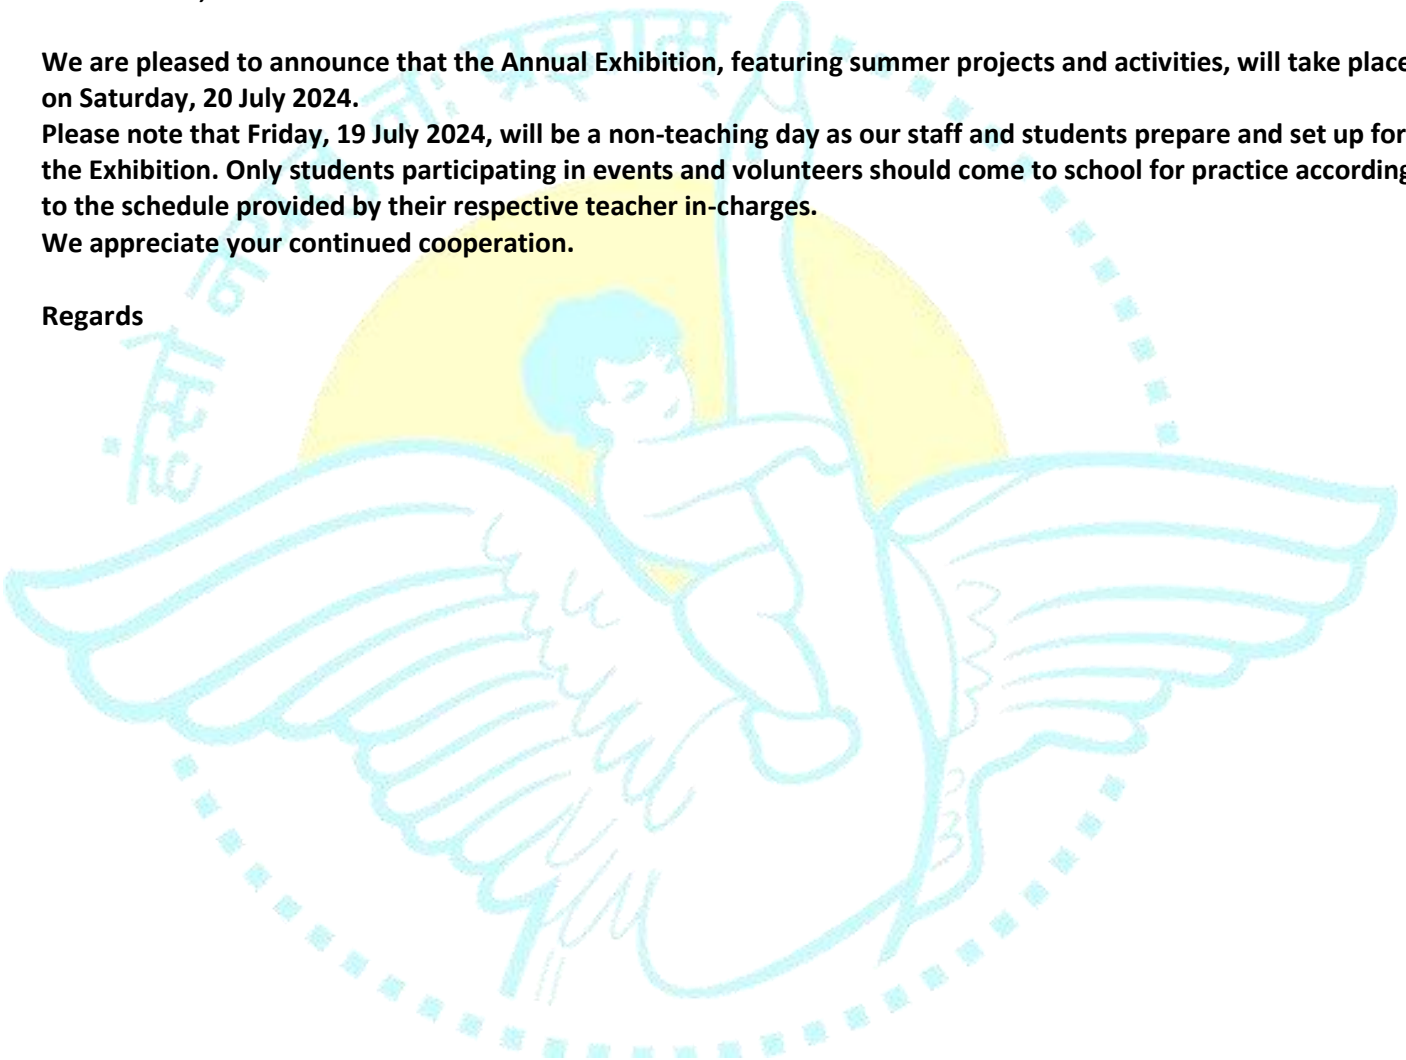 We are pleased to announce that the Annual Exhibition, featuring summer projects and activities, will take place
on Saturday, 20 July 2024.
Please note that Friday, 19 July 2024, will be a non-teaching day as our staff and students prepare and set up for
the Exhibition. Only students participating in events and volunteers should come to school for practice according
to the schedule provided by their respective teacher in-charges.
We appreciate your continued cooperation.
Regards